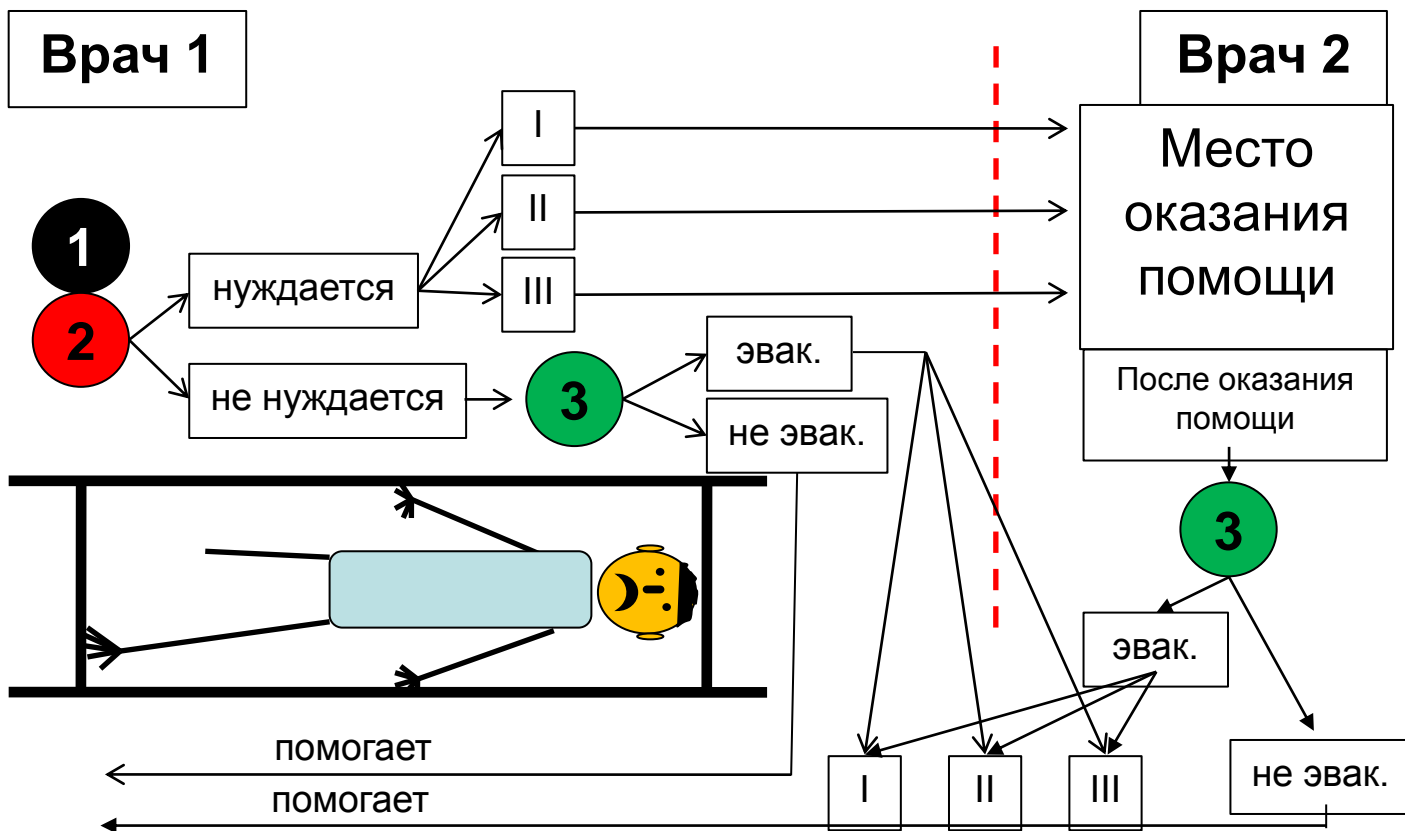 Врач 1
Врач 2
I
II
III
Место
оказания
помощи
1
2
нуждается
не нуждается
3
эвак.
не эвак.
После оказания
помощи
3
эвак.
не эвак.
I
II
III
помогает
помогает